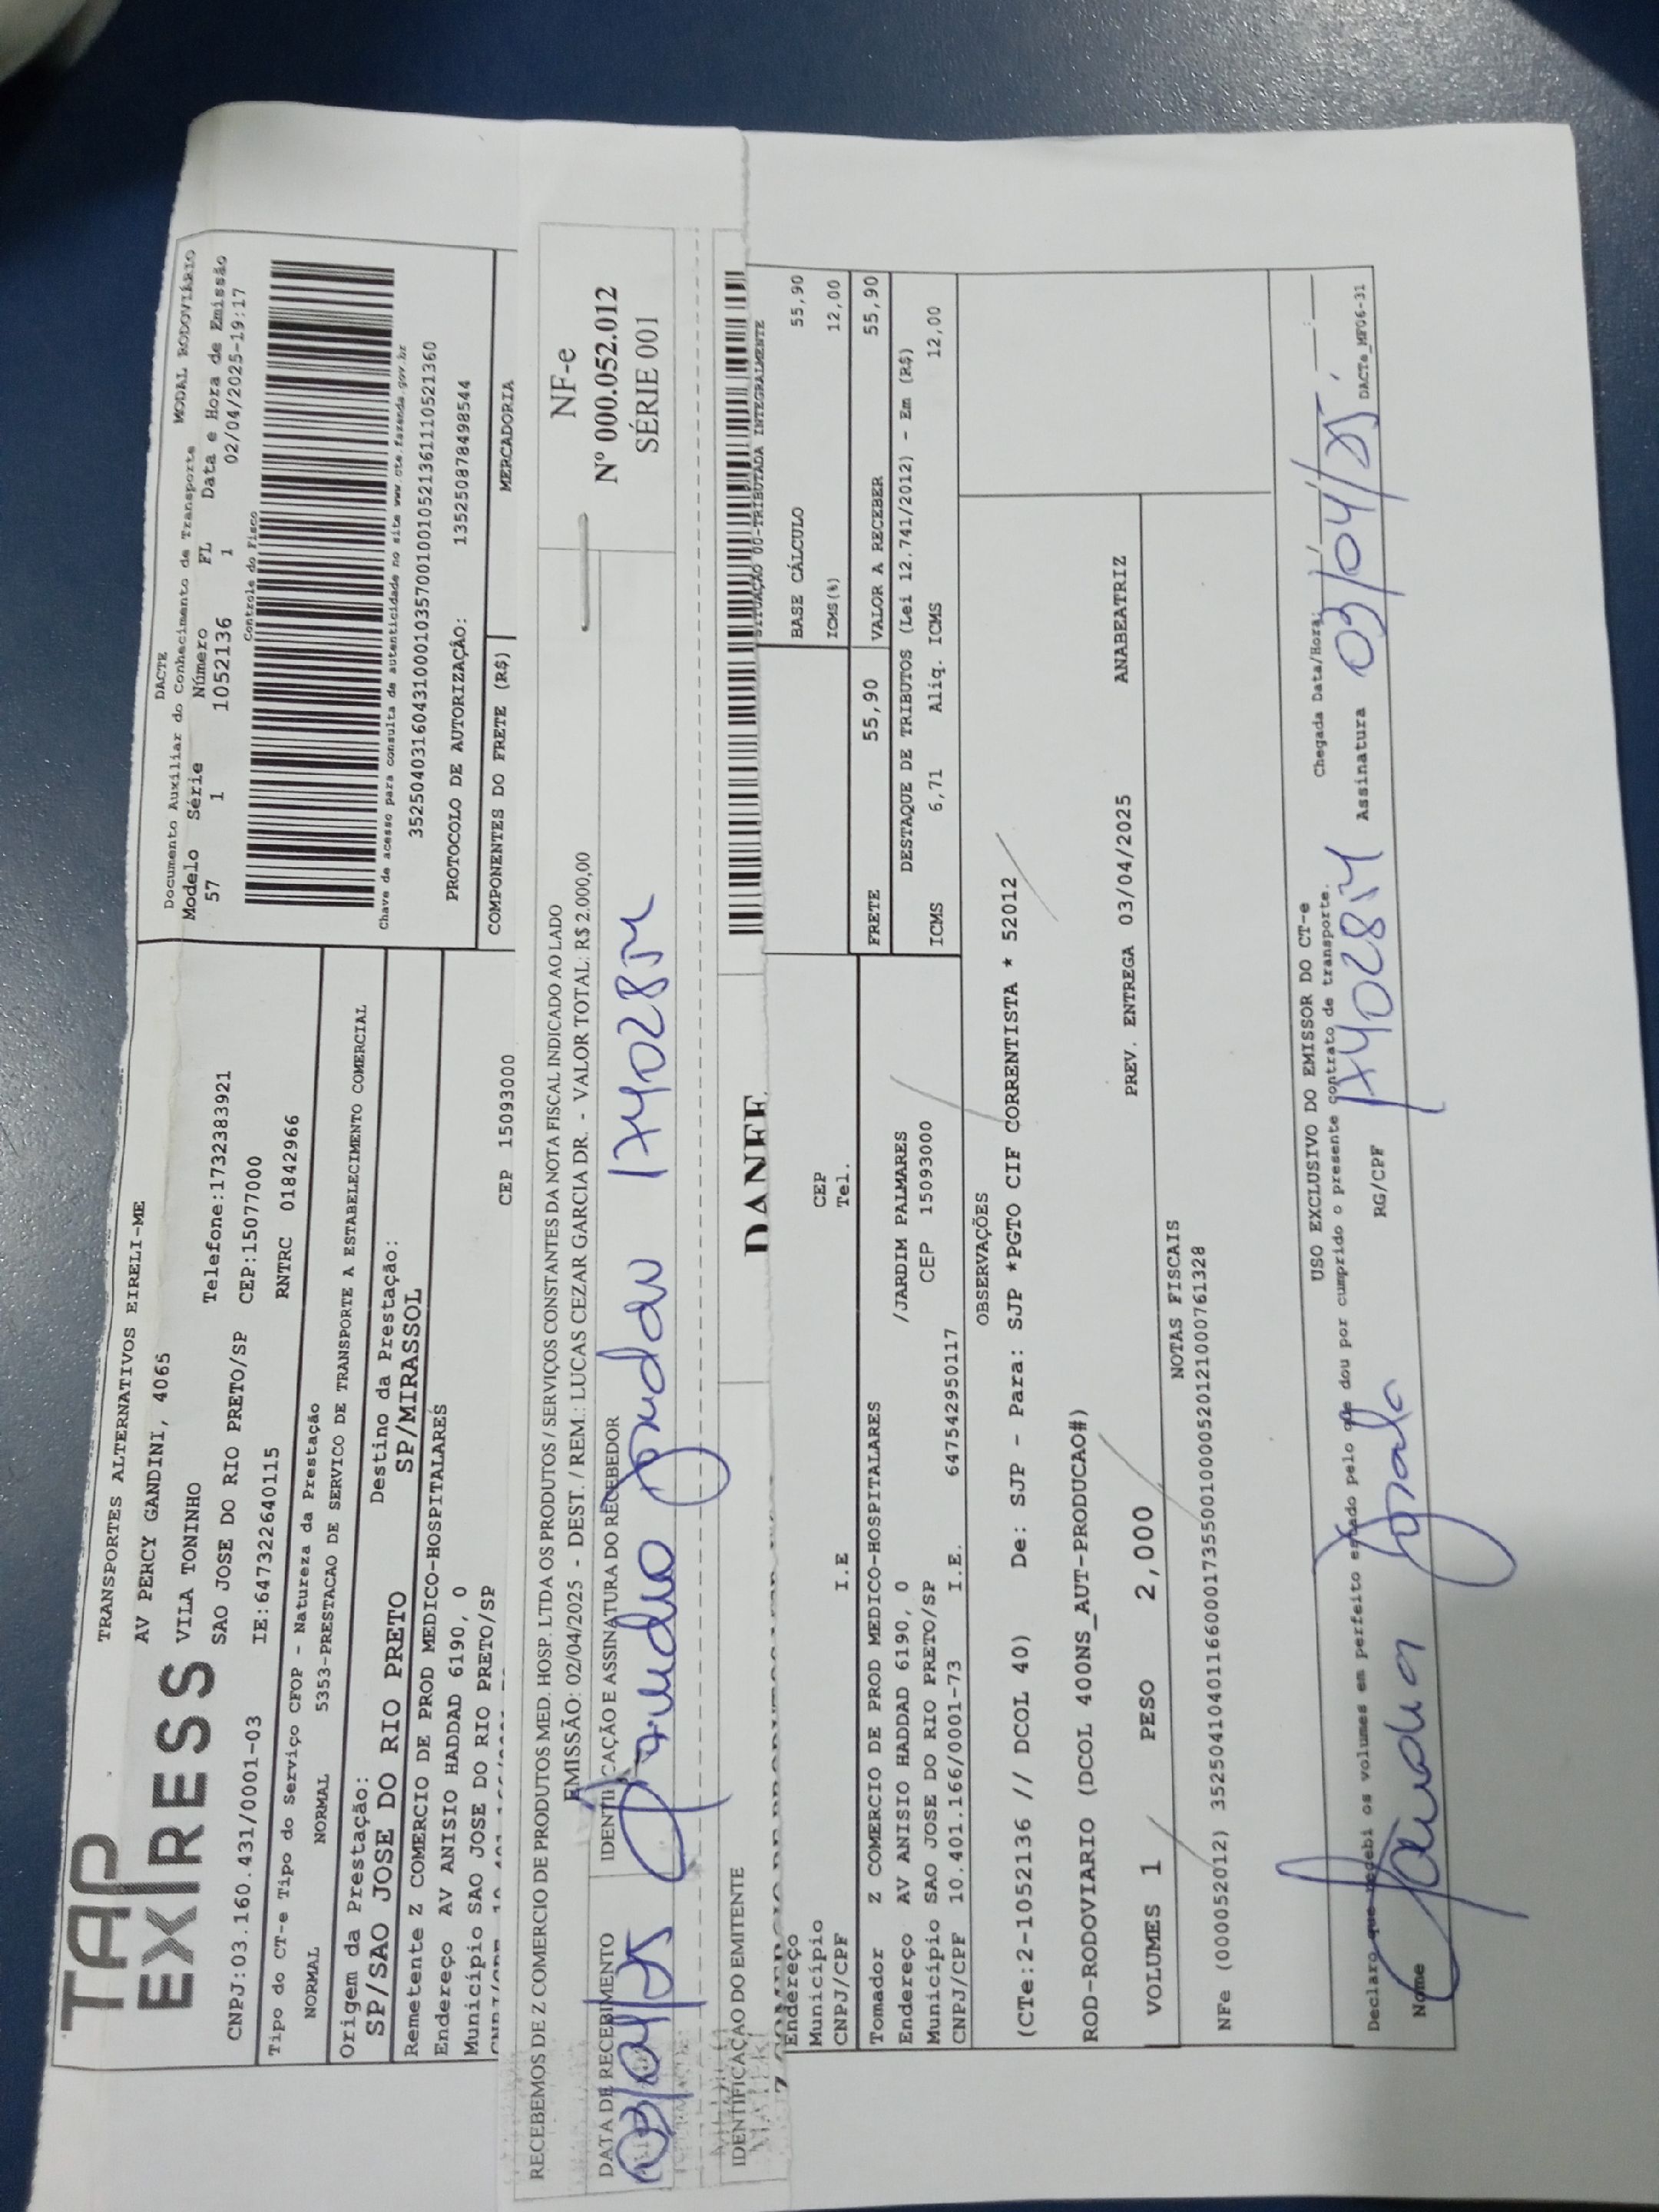 TAP
EXPRESS
TRANSPORTES ALTERNATIVOS EIRELI-ME
AV PERCY GANDINI, 4065
VILA TONINHO Telefone:1732383921
SAO JOSE DO RIO PRETO/SP CEP:15077000
CNPJ:03.160.431/0001-03 IE:647322640115 RNTRC 01842966
DACTE
Documento Auxiliar do Conhecimento de Transporte MODAL RODOVIÁRIO
Modelo Série Número FL Data e Hora de Emissão
57 1 1052136 1 02/04/2025-19:17
Controle do Fisco
Chave de acesso para consulta de autenticidade no site www.cte.fazenda.gov.br
352504031604310001035700100105213611110521360
PROTOCOLO DE AUTORIZAÇÃO: 135250878498544
Tipo do CT-e Tipo do Serviço CFOP - Natureza da Prestação
NORMAL NORMAL 5353-PRESTACAO DE SERVICO DE TRANSPORTE A ESTABELECIMENTO COMERCIAL
Origem da Prestação: Destino da Prestação:
SP/SAO JOSE DO RIO PRETO SP/MIRASSOL
Remetente Z COMERCIO DE PROD MEDICO-HOSPITALARES
Endereço AV ANISIO HADDAD 6190, 0
Município SAO JOSE DO RIO PRETO/SP CEP 15093000
COMPONENTES DO FRETE (R$) MERCADORIA
RECEBEMOS DE Z COMERCIO DE PRODUTOS MED. HOSP. LTDA OS PRODUTOS / SERVIÇOS CONSTANTES DA NOTA FISCAL INDICADO AO LADO
EMISSÃO: 02/04/2025 - DEST. / REM.: LUCAS CEZAR GARCIA DR. - VALOR TOTAL: R$ 2.000,00
DATA DE RECEBIMENTO IDENTIFICAÇÃO E ASSINATURA DO RECEBEDOR
03/04/25
NF-e
Nº 000.052.012
SÉRIE 001
IDENTIFICAÇÃO DO EMITENTE
DANFE
Endereço
Município CEP
CNPJ/CPF I.E Tel.
SITUAÇÃO 00-TRIBUTADA INTEGRALMENTE
BASE CÁLCULO 55,90
ICMS(%) 12,00
FRETE 55,90 VALOR A RECEBER 55,90
DESTAQUE DE TRIBUTOS (Lei 12.741/2012) - Em (R$)
ICMS 6,71 Aliq. ICMS 12,00
Tomador Z COMERCIO DE PROD MEDICO-HOSPITALARES
Endereço AV ANISIO HADDAD 6190, 0 /JARDIM PALMARES
Município SAO JOSE DO RIO PRETO/SP CEP 15093000
CNPJ/CPF 10.401.166/0001-73 I.E. 647542950117
OBSERVAÇÕES
(CTe:2-1052136 // DCOL 40) De: SJP - Para: SJP *PGTO CIF CORRENTISTA * 52012
ROD-RODOVIARIO (DCOL 400NS_AUT-PRODUCAO#)
PREV. ENTREGA 03/04/2025 ANABEATRIZ
VOLUMES 1 PESO 2,000
NOTAS FISCAIS
NFe (000052012) 35250410401166000173550010000520121000761328
USO EXCLUSIVO DO EMISSOR DO CT-e
Declaro que recebi os volumes em perfeito estado pelo que dou por cumprido o presente contrato de transporte.
Chegada Data/Hora:
Nome RG/CPF Assinatura 03/04/25
DACTe_MF06-31